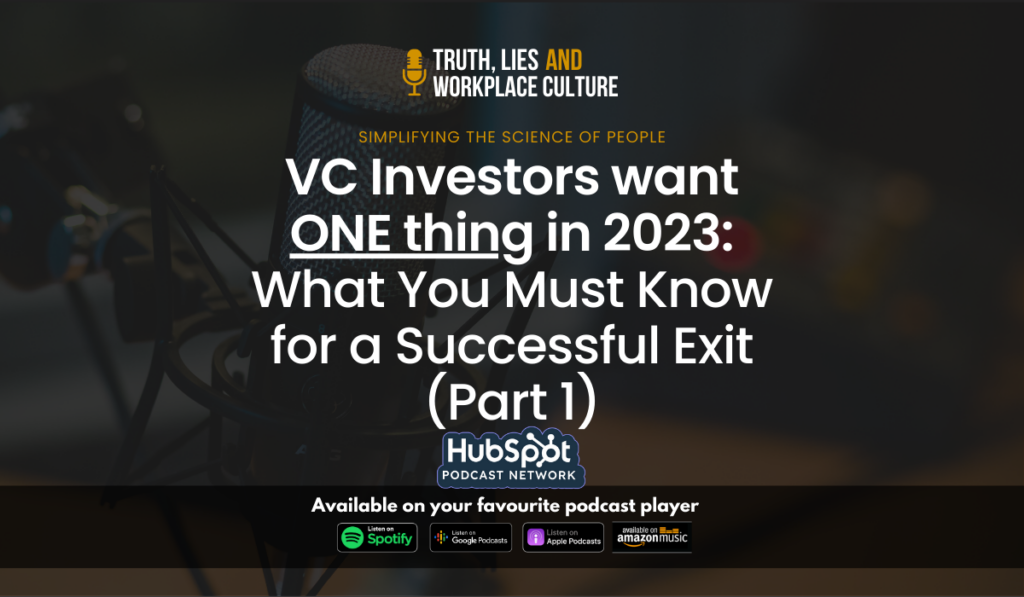 TRUTH, LIES AND
WORKPLACE CULTURE
SIMPLIFYING THE SCIENCE OF PEOPLE
VC Investors want
ONE thing in 2023:
What You Must Know
for a Successful Exit
(Part 1)
HubSpot
PODCAST NETWORK
Available on your favourite podcast player
Listen on
Spotify
Listen on
Google Podcasts
Listen on
Apple Podcasts
available on
amazon music